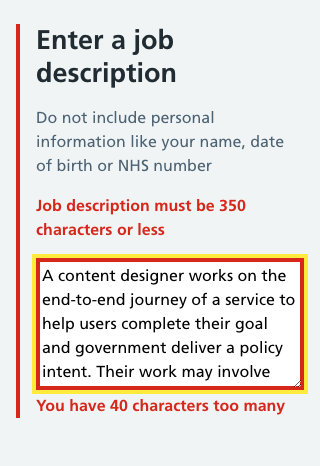 Enter a job
description
Do not include personal
information like your name, date
of birth or NHS number
Job description must be 350
characters or less
A content designer works on the
end-to-end journey of a service to
help users complete their goal
and government deliver a policy
intent. Their work may involve
You have 40 characters too many